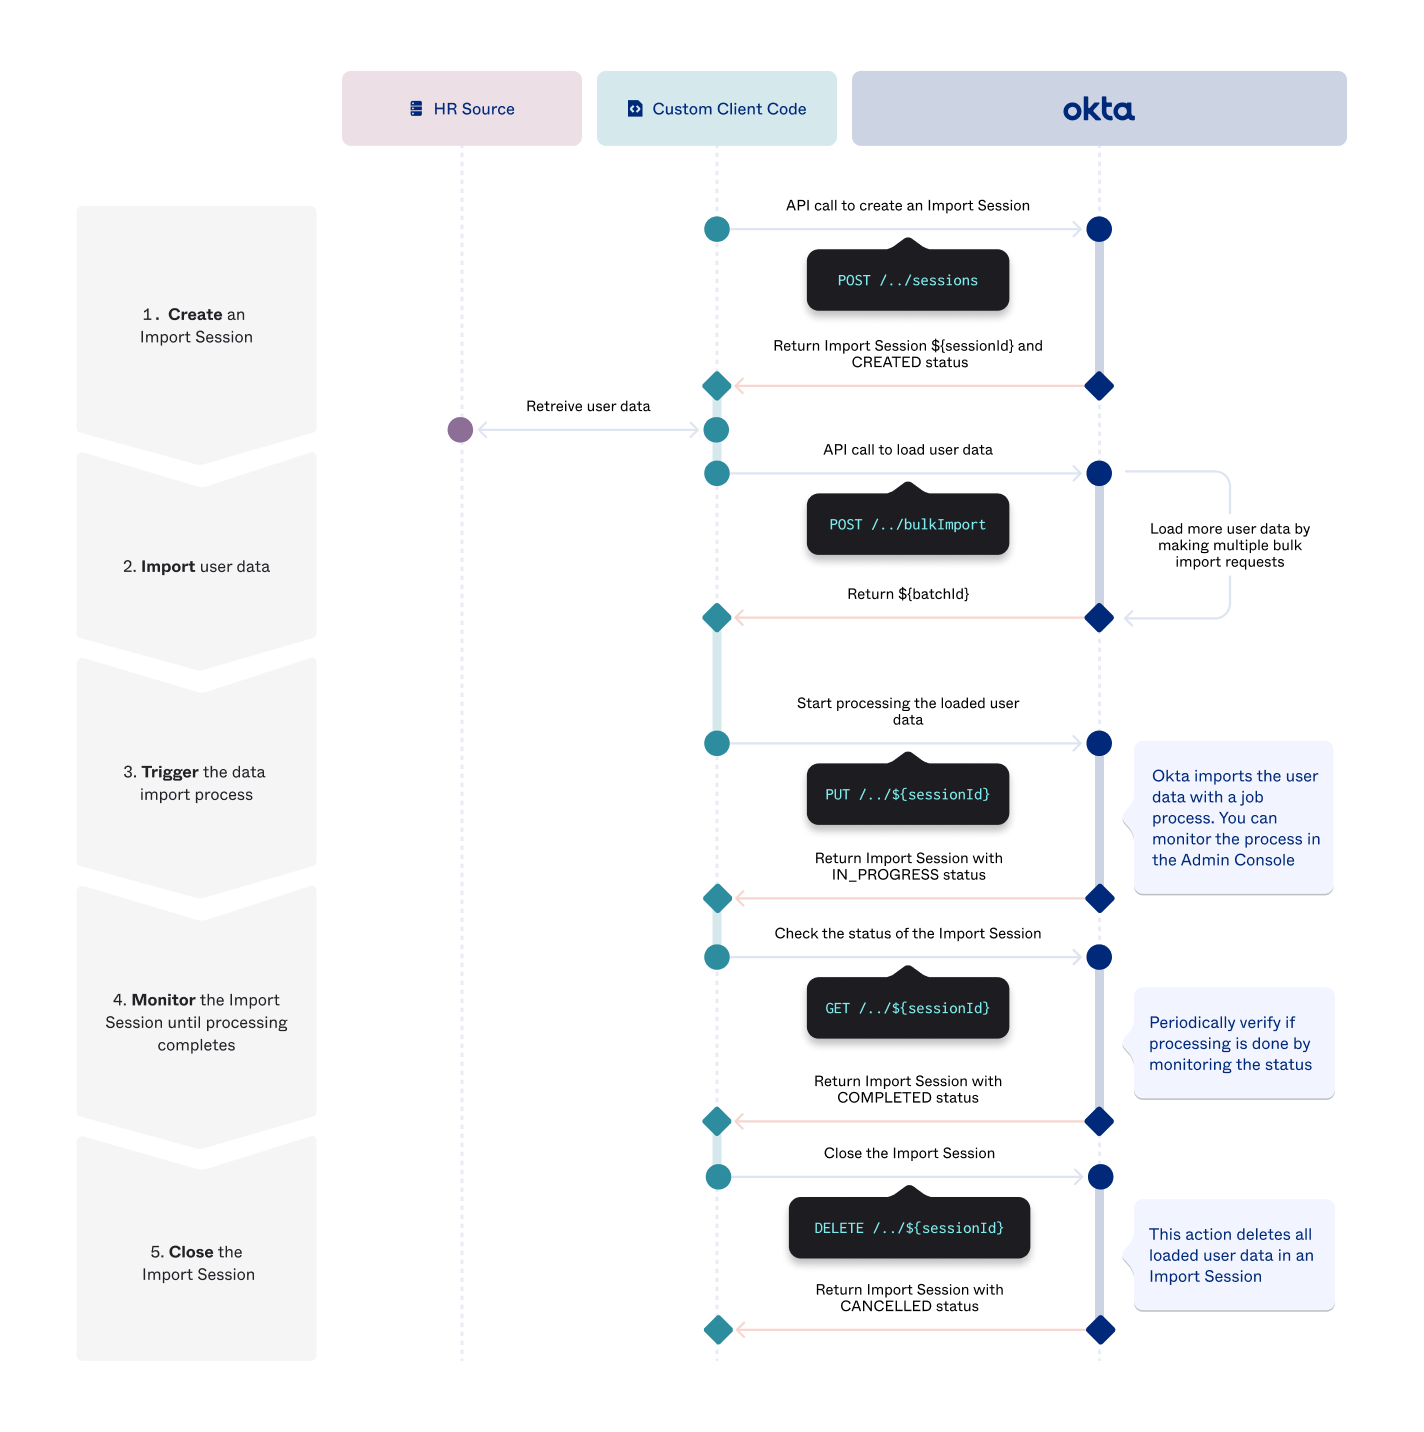 HR Source
Custom Client Code
okta
API call to create an Import Session
POST /../sessions
1. Create an
Import Session
Return Import Session ${sessionId} and
CREATED status
Retreive user data
API call to load user data
POST /../bulkImport
Load more user data by
making multiple bulk
import requests
2. Import user data
Return ${batchId}
Start processing the loaded user
data
3. Trigger the data
import process
PUT /../${sessionId}
Okta imports the user
data with a job
process. You can
monitor the process in
the Admin Console
Return Import Session with
IN_PROGRESS status
Check the status of the Import Session
4. Monitor the Import
Session until processing
completes
GET /../${sessionId}
Periodically verify if
processing is done by
monitoring the status
Return Import Session with
COMPLETED status
Close the Import Session
DELETE /../${sessionId}
5. Close the
Import Session
This action deletes all
loaded user data in an
Import Session
Return Import Session with
CANCELLED status